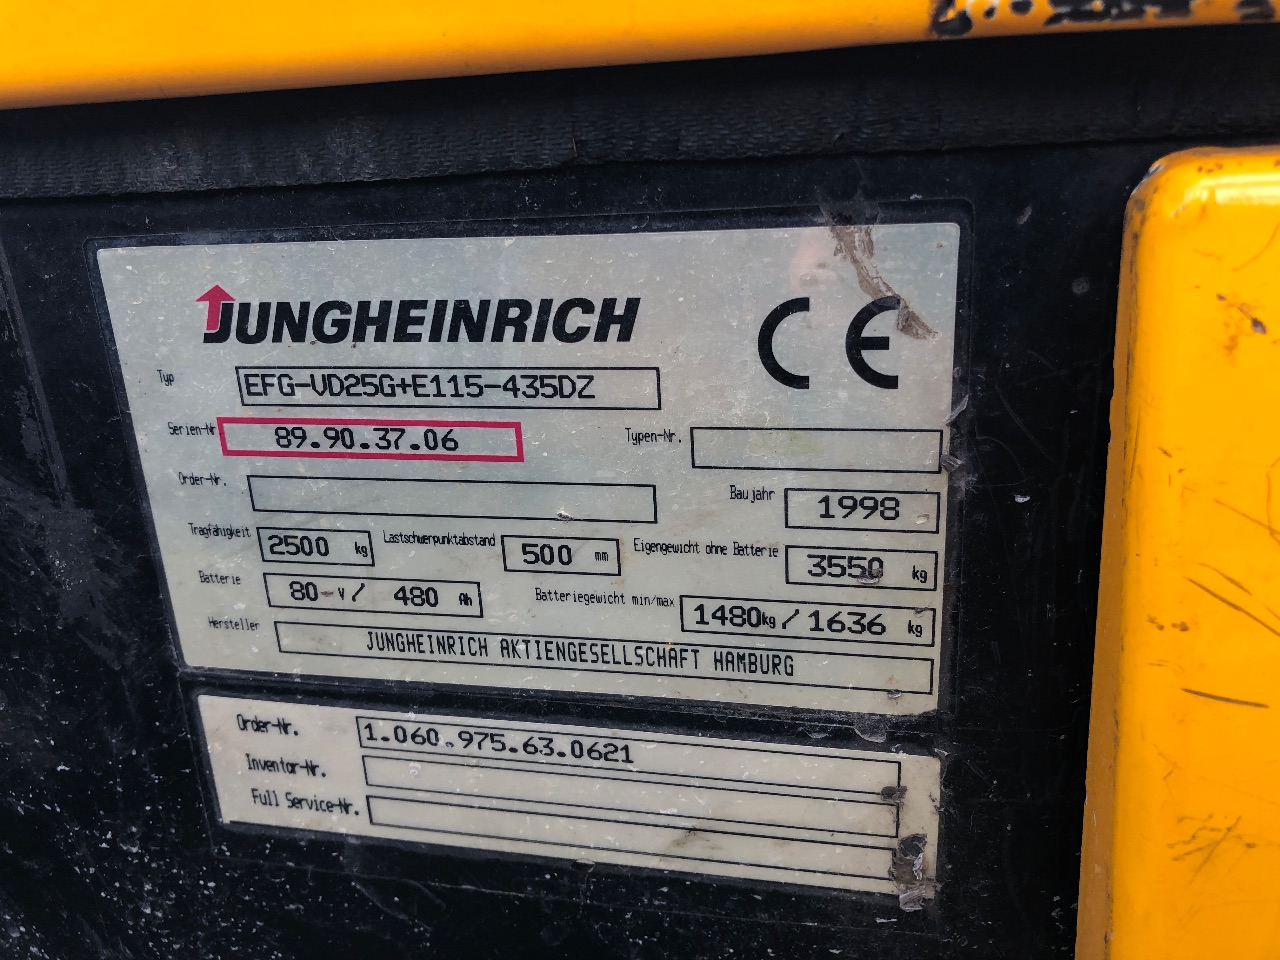 JUNGHEINRICH CE
Typ EFG-VD25G+E115-435DZ
Serien-Nr 89.90.37.06 Typen-Nr.
Order-Nr. Baujahr 1998
Tragfähigkeit 2500 kg Lastschwerpunktabstand 500 mm Eigengewicht ohne Batterie 3550 kg
Batterie 80 V/ 480 Ah Batteriegewicht min/max 1480kg/1636 kg
Hersteller JUNGHEINRICH AKTIENGESELLSCHAFT HAMBURG
Order-Nr. 1.060.975.63.0621
Inventar-Nr.
Full Service-Nr.